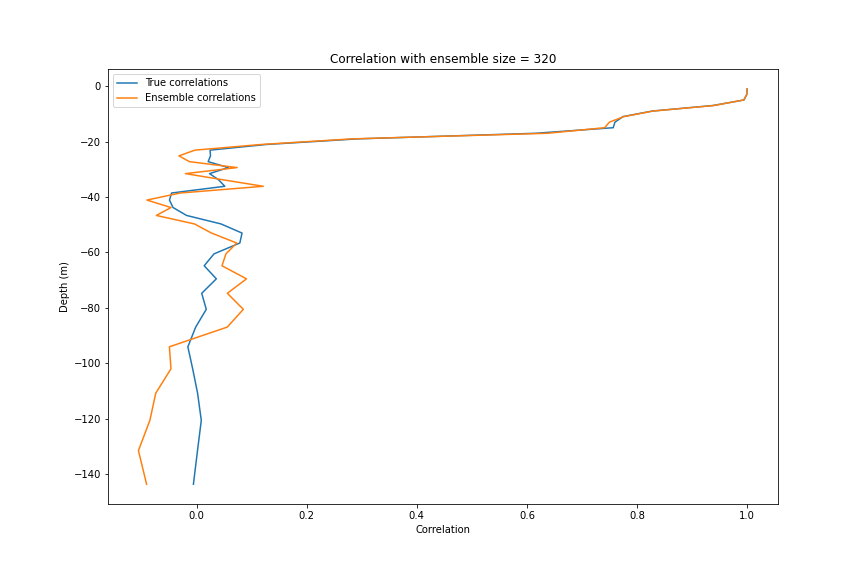 Correlation with ensemble size = 320
True correlations
Ensemble correlations
0
−20
−40
−60
−80
−100
−120
−140
Depth (m)
0.0 0.2 0.4 0.6 0.8 1.0
Correlation